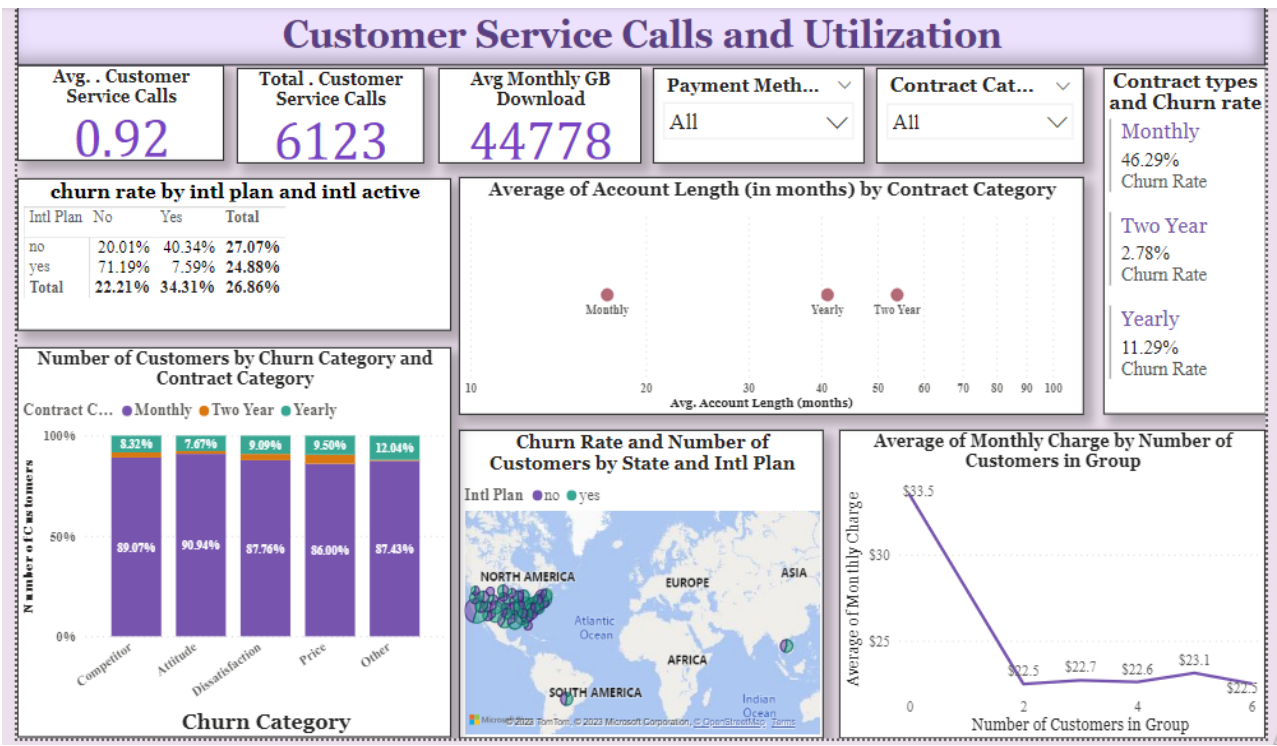 Customer Service Calls and Utilization
Avg. . Customer
Service Calls
0.92
Total . Customer
Service Calls
6123
Avg Monthly GB
Download
44778
Payment Meth...
All
Contract Cat...
All
Contract types
and Churn rate
Monthly
46.29%
Churn Rate
Two Year
2.78%
Churn Rate
Yearly
11.29%
Churn Rate
churn rate by intl plan and intl active
Intl Plan No Yes Total
no 20.01% 40.34% 27.07%
yes 71.19% 7.59% 24.88%
Total 22.21% 34.31% 26.86%
Average of Account Length (in months) by Contract Category
Monthly Yearly Two Year
10 20 30 40 50 60 70 80 90 100
Avg. Account Length (months)
Number of Customers by Churn Category and
Contract Category
Contract C... Monthly Two Year Yearly
Number of Customers
100%
50%
0%
8.32% 7.67% 9.09% 9.50% 12.04%
89.07% 90.94% 87.76% 86.00% 87.43%
Competitor Attitude Dissatisfaction Price Other
Churn Category
Churn Rate and Number of
Customers by State and Intl Plan
Intl Plan no yes
NORTH AMERICA
EUROPE
ASIA
Atlantic
Ocean
AFRICA
SOUTH AMERICA
Indian
Ocean
© 2023 TomTom, © 2023 Microsoft Corporation, © OpenStreetMap Terms
Average of Monthly Charge by Number of
Customers in Group
Average of Monthly Charge
$30
$25
$33.5
$22.5 $22.7 $22.6 $23.1 $22.5
0 2 4 6
Number of Customers in Group